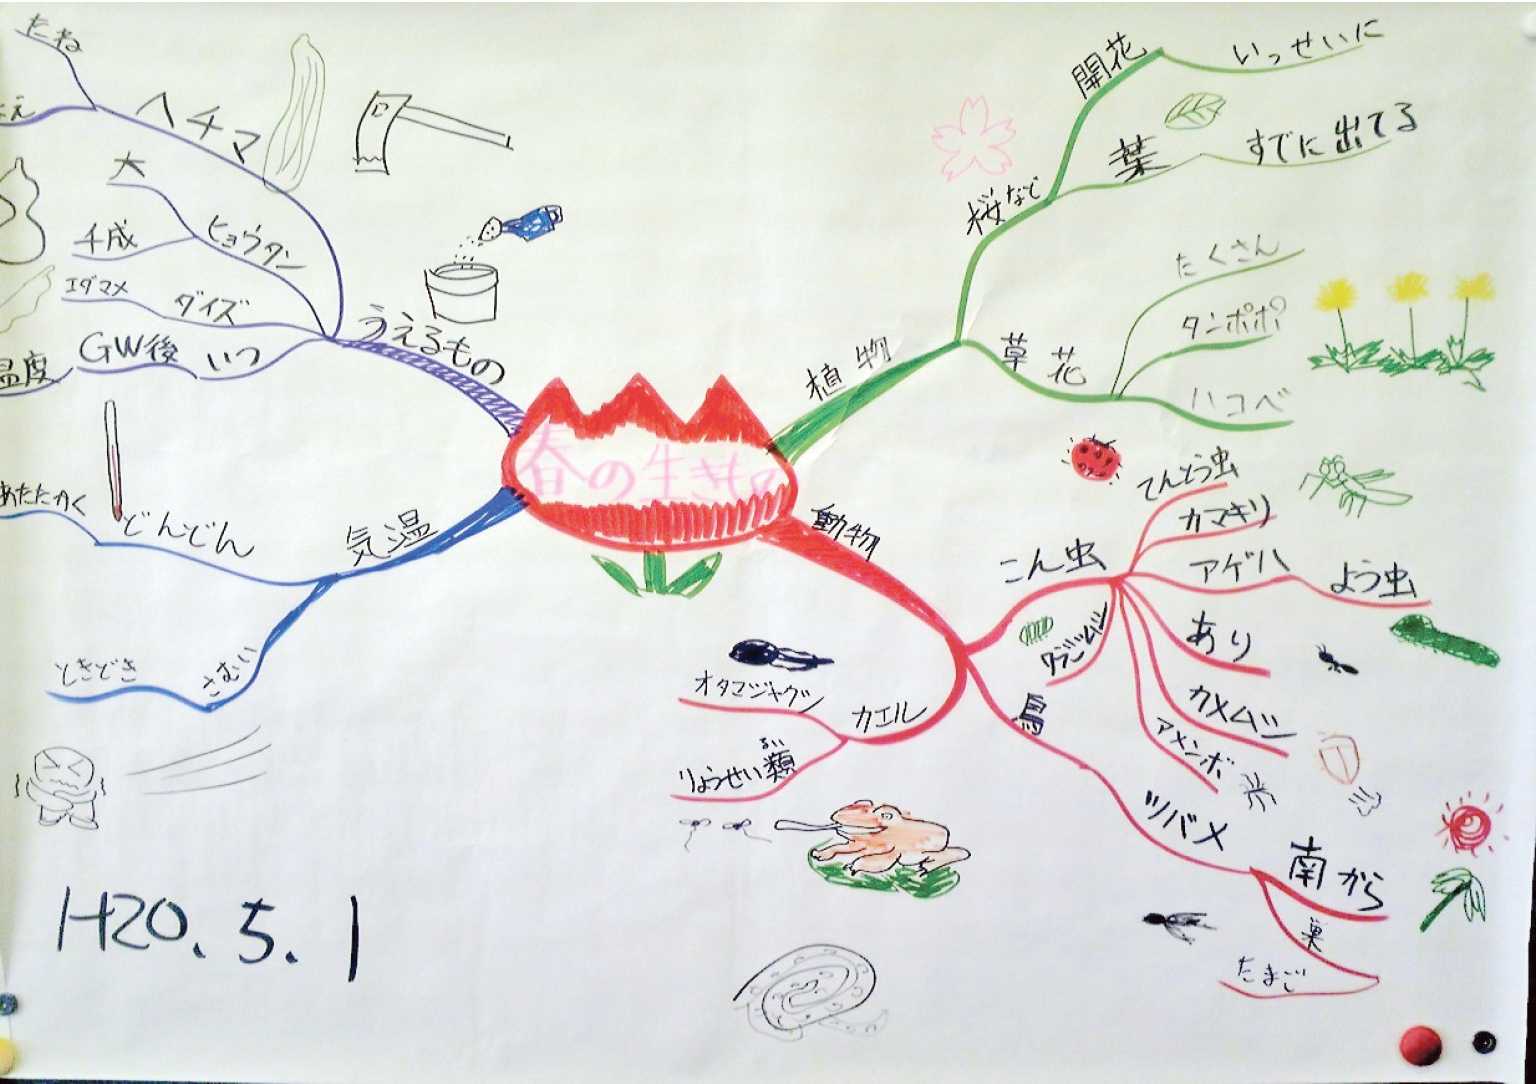 たね
ヘチマ
大
千成
ヒョウタン
エダマメ
ダイズ
GW後
いつ
温度
うえるもの
春の生きもの
気温
どんどん
あたたかく
さむい
ときどき
H20.5.1
植物
桜など
開花
いっせいに
葉
すでに出てる
草花
たくさん
タンポポ
ハコベ
動物
こん虫
てんとう虫
カマキリ
アゲハ
よう虫
あり
カメムシ
アメンボ
ダンゴムシ
鳥
ツバメ
南から
巣
たまご
カエル
オタマジャクシ
りょうせい類
るい